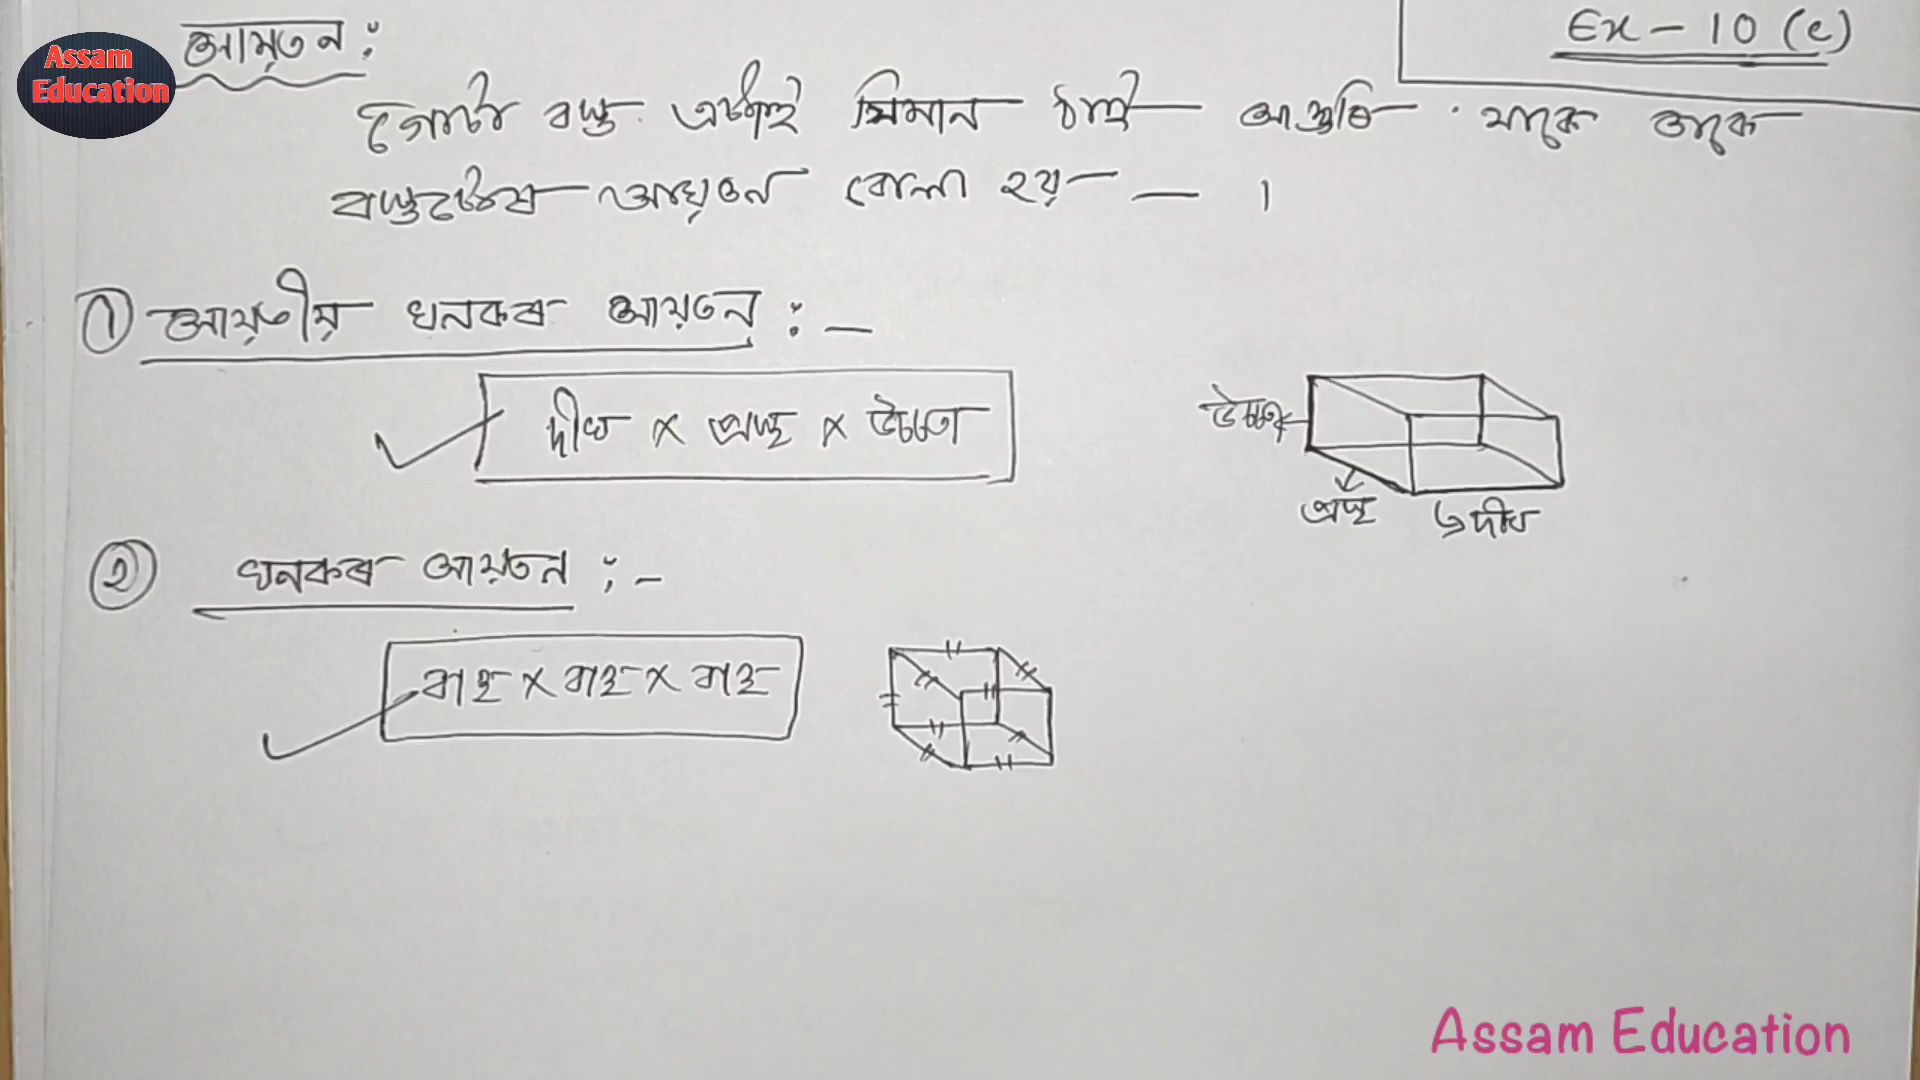 আয়তন :
Ex - 10 (e)
Assam
Education
গোটা বস্তু এটাই যিমান ঠাই আগুৰি থাকে তাকে
বস্তুটোৰ আয়তন বোলা হয় — ।
① আয়তীয় ঘনকৰ আয়তন : —
দীঘ × প্ৰস্থ × উচ্চতা
উচ্চতা
প্ৰস্থ
দীঘ
② ঘনকৰ আয়তন : —
বাহু × বাহু × বাহু
Assam Education